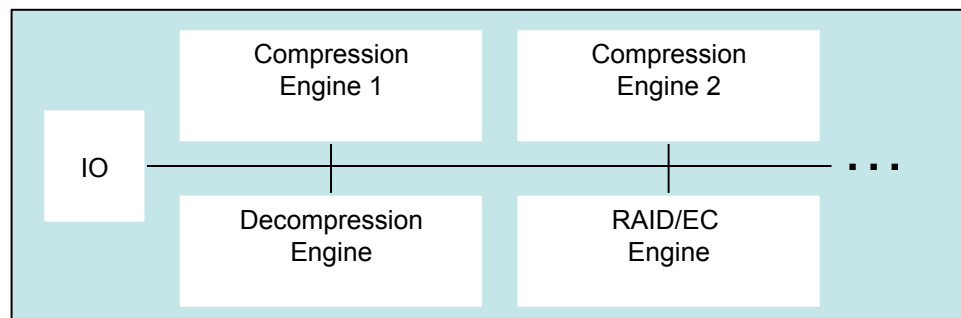 Compression
Engine 1
Compression
Engine 2
IO
...
Decompression
Engine
RAID/EC
Engine